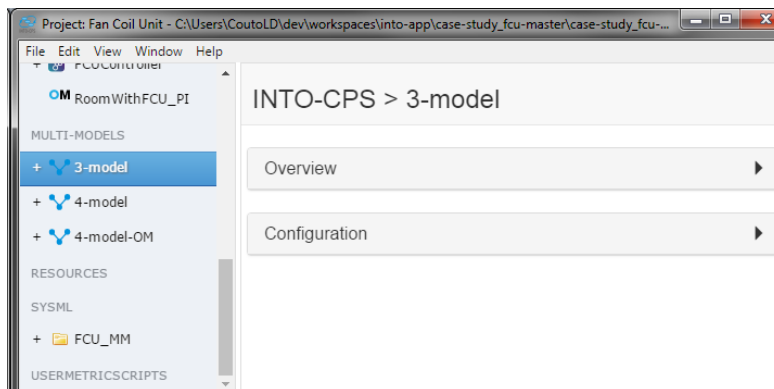 Project: Fan Coil Unit - C:\Users\CoutoLD\dev\workspaces\into-app\case-study_fcu-master\case-study_fcu-...
File Edit View Window Help
+ FCUController
OM RoomWithFCU_PI
MULTI-MODELS
+ 3-model
+ 4-model
+ 4-model-OM
RESOURCES
SYSML
+ FCU_MM
USERMETRICSCRIPTS
INTO-CPS > 3-model
Overview
Configuration